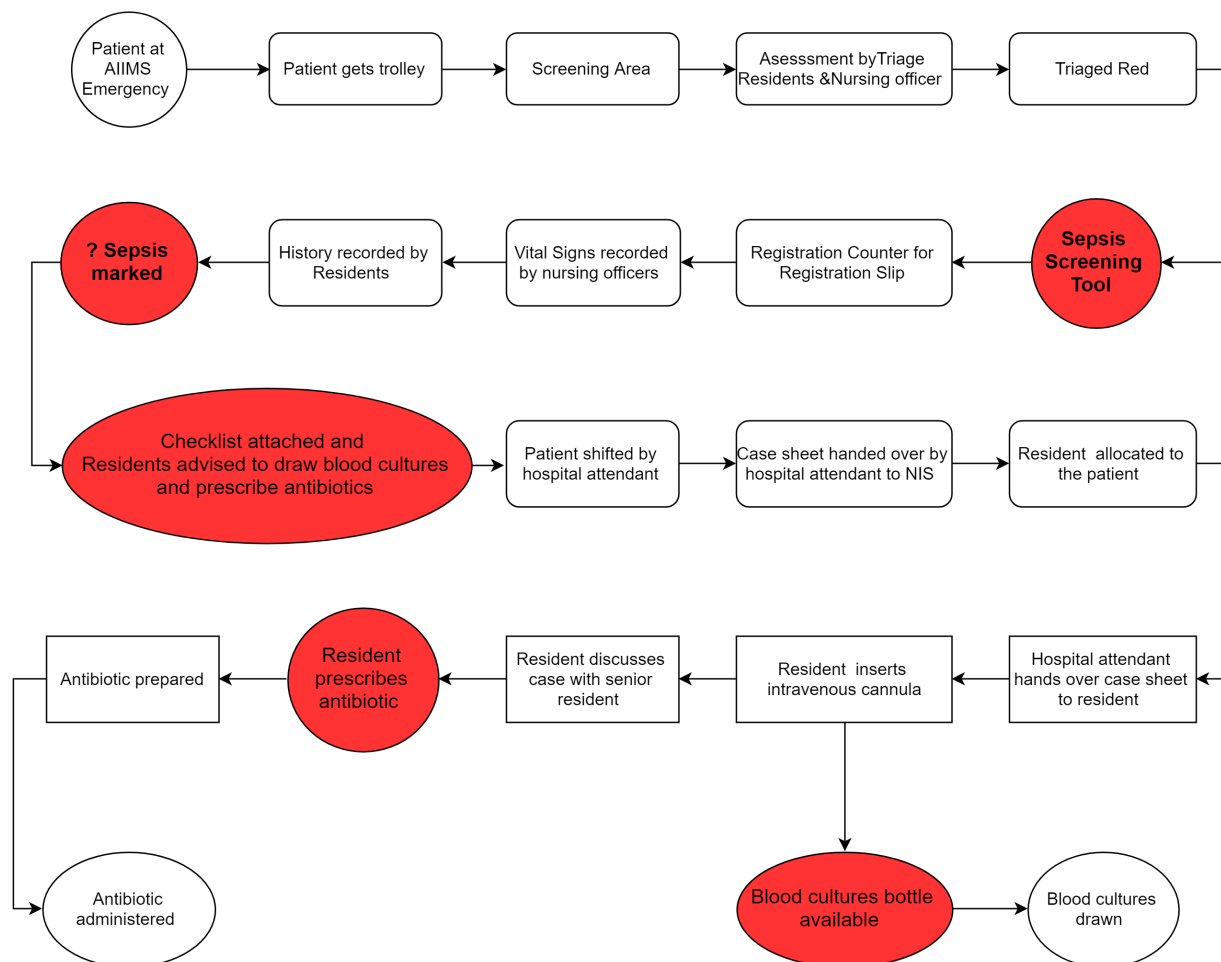 Patient at
AIIMS
Emergency
Patient gets trolley
Screening Area
Asesssment byTriage
Residents &Nursing officer
Triaged Red
Sepsis
Screening
Tool
Registration Counter for
Registration Slip
Vital Signs recorded
by nursing officers
History recorded by
Residents
? Sepsis
marked
Checklist attached and
Residents advised to draw blood cultures
and prescribe antibiotics
Patient shifted by
hospital attendant
Case sheet handed over by
hospital attendant to NIS
Resident allocated to
the patient
Hospital attendant
hands over case sheet
to resident
Resident inserts
intravenous cannula
Resident discusses
case with senior
resident
Resident
prescribes
antibiotic
Antibiotic prepared
Antibiotic
administered
Blood cultures bottle
available
Blood cultures
drawn